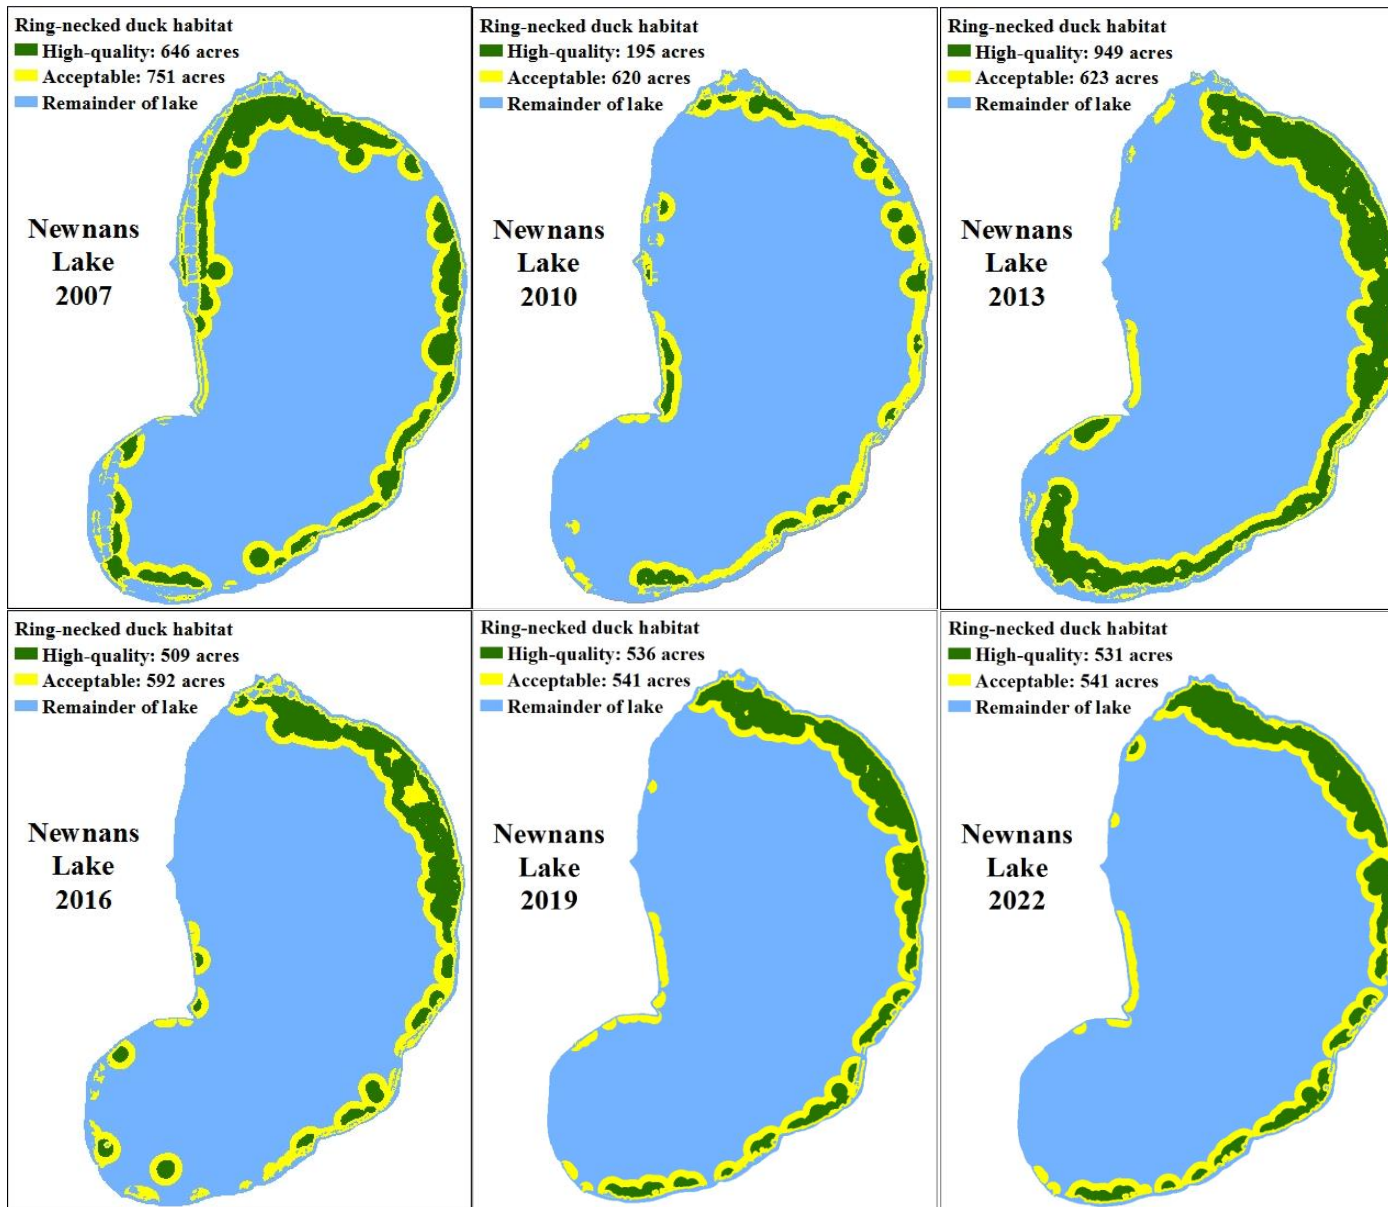 Ring-necked duck habitat
High-quality: 646 acres
Acceptable: 751 acres
Remainder of lake
Newnans
Lake
2007
Ring-necked duck habitat
High-quality: 195 acres
Acceptable: 620 acres
Remainder of lake
Newnans
Lake
2010
Ring-necked duck habitat
High-quality: 949 acres
Acceptable: 623 acres
Remainder of lake
Newnans
Lake
2013
Ring-necked duck habitat
High-quality: 509 acres
Acceptable: 592 acres
Remainder of lake
Newnans
Lake
2016
Ring-necked duck habitat
High-quality: 536 acres
Acceptable: 541 acres
Remainder of lake
Newnans
Lake
2019
Ring-necked duck habitat
High-quality: 531 acres
Acceptable: 541 acres
Remainder of lake
Newnans
Lake
2022